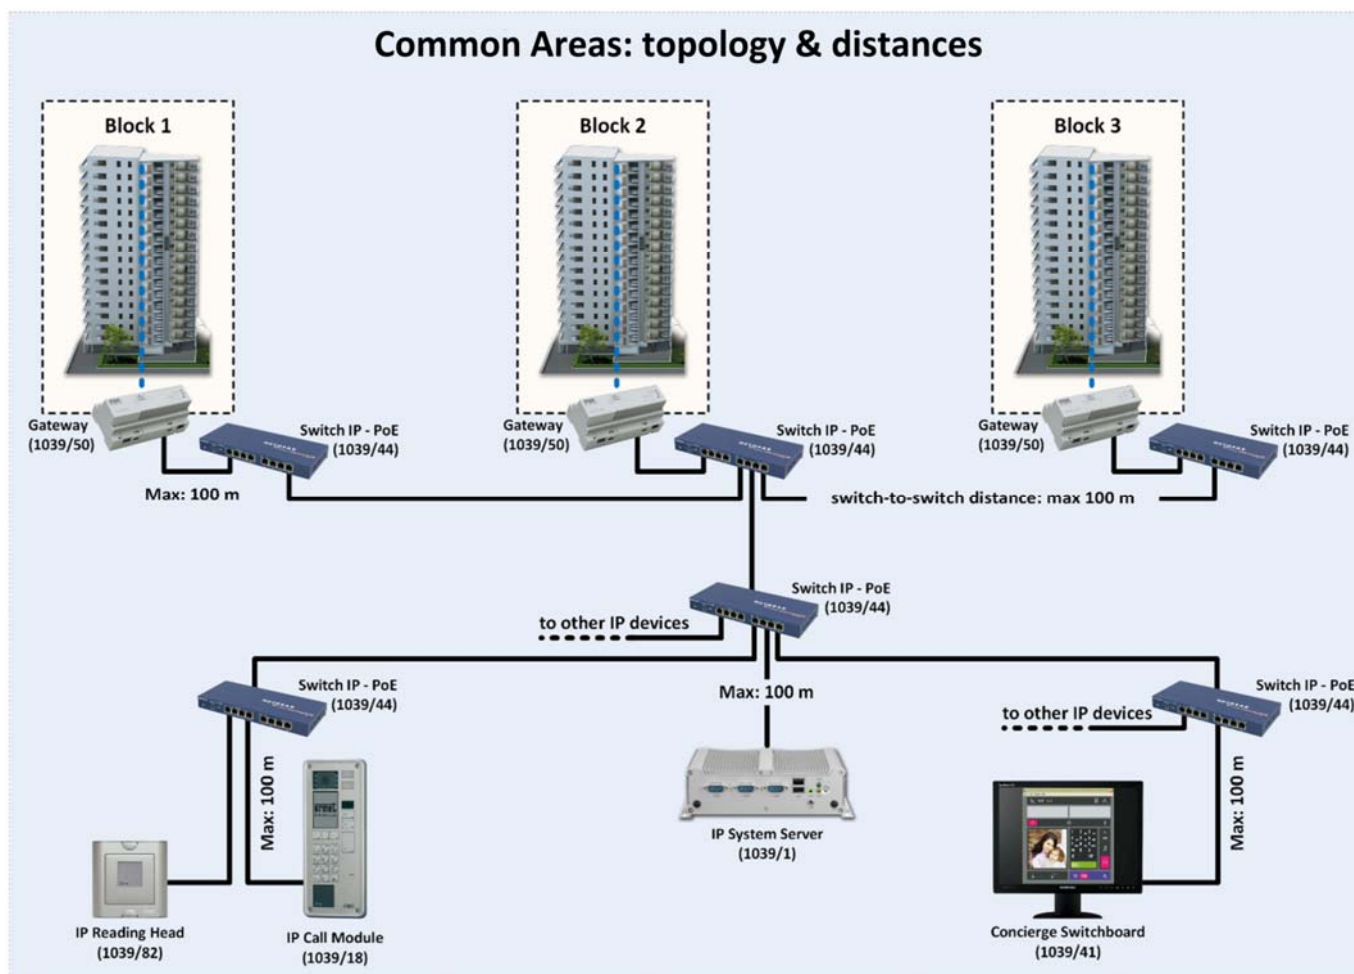 Common Areas: topology & distances
Block 1
Block 2
Block 3
Gateway
(1039/50)
Switch IP - PoE
(1039/44)
Gateway
(1039/50)
Switch IP - PoE
(1039/44)
Gateway
(1039/50)
Switch IP - PoE
(1039/44)
Max: 100 m
switch-to-switch distance: max 100 m
Switch IP - PoE
(1039/44)
to other IP devices
Switch IP - PoE
(1039/44)
Max: 100 m
Switch IP - PoE
(1039/44)
to other IP devices
Max: 100 m
Max: 100 m
IP System Server
(1039/1)
IP Reading Head
(1039/82)
IP Call Module
(1039/18)
Concierge Switchboard
(1039/41)